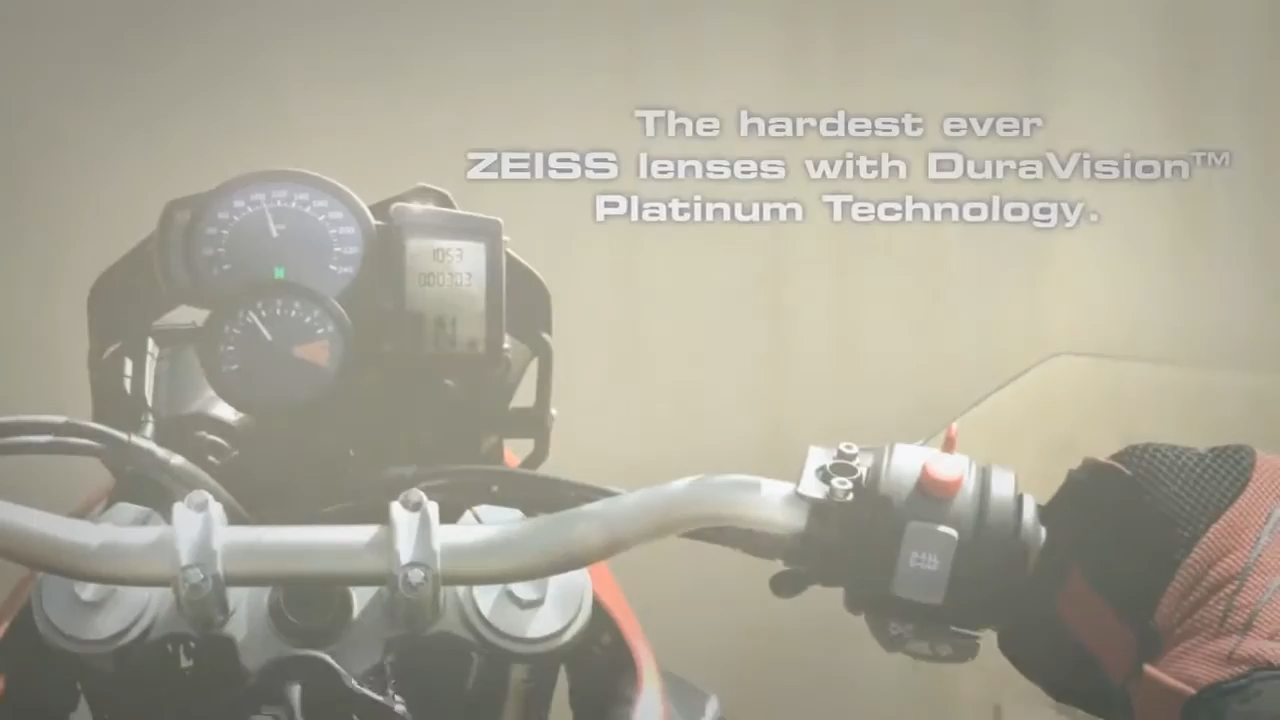 The hardest ever
ZEISS lenses with DuraVision™
Platinum Technology.
1053
000303
N